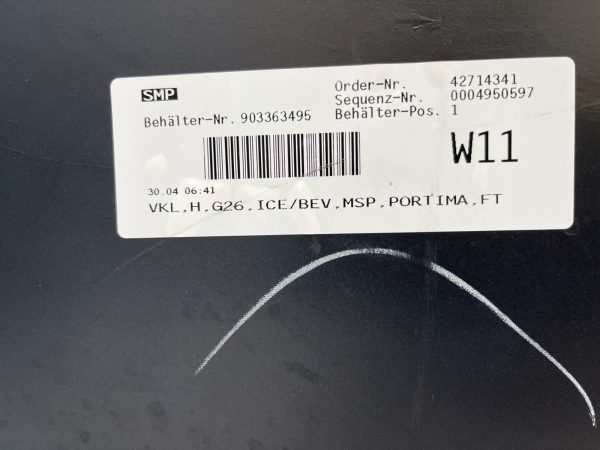 SMP
Order-Nr. 42714341
Sequenz-Nr. 0004950597
Behälter-Nr. 903363495 Behälter-Pos. 1
W11
30.04 06:41
VKL,H,G26,ICE/BEV,MSP,PORTIMA,FT